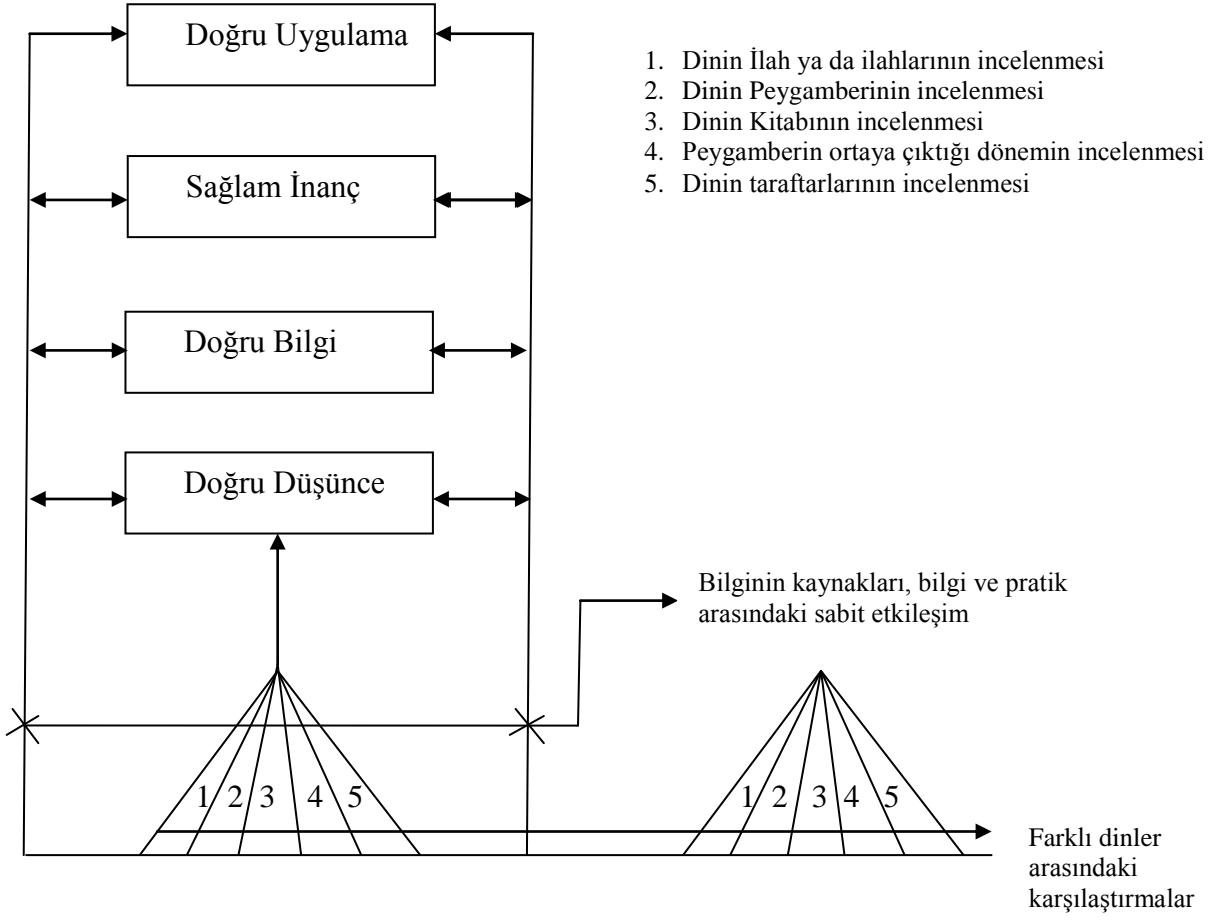 Doğru Uygulama
Sağlam İnanç
Doğru Bilgi
Doğru Düşünce
1. Dinin İlah ya da ilahlarının incelenmesi
2. Dinin Peygamberinin incelenmesi
3. Dinin Kitabının incelenmesi
4. Peygamberin ortaya çıktığı dönemin incelenmesi
5. Dinin taraftarlarının incelenmesi
Bilginin kaynakları, bilgi ve pratik
arasındaki sabit etkileşim
1 2 3 4 5
1 2 3 4 5
Farklı dinler
arasındaki
karşılaştırmalar